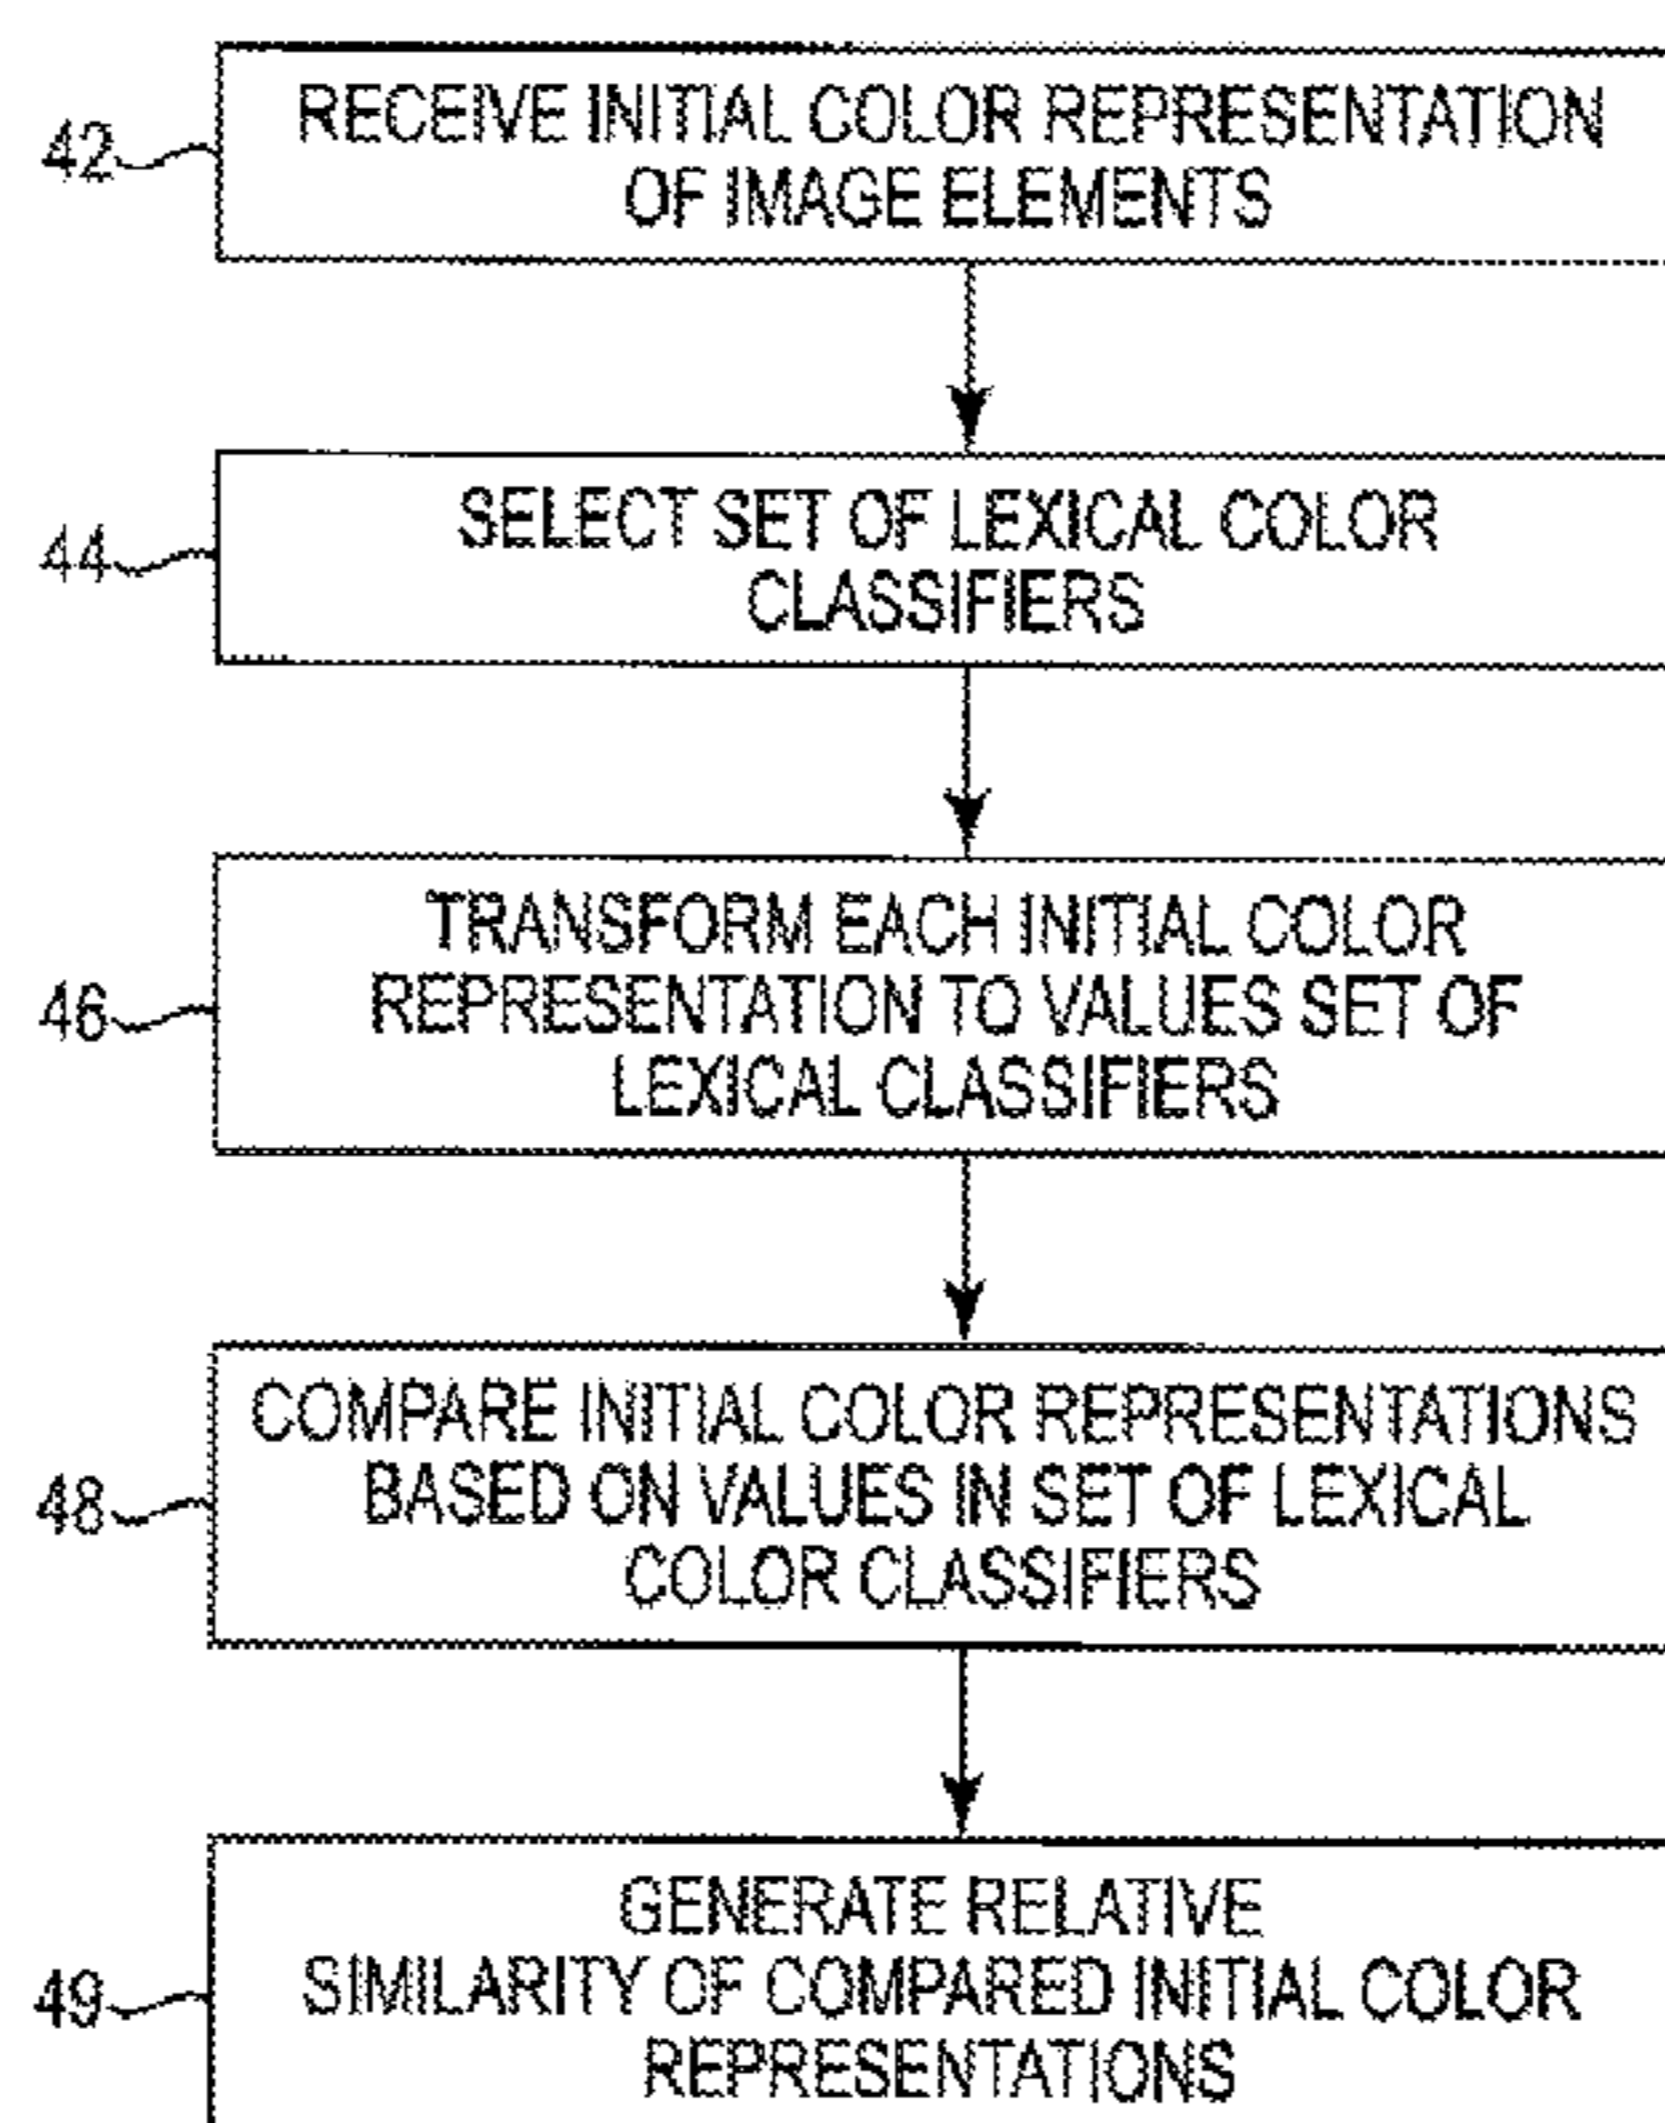 RECEIVE INITIAL COLOR REPRESENTATION
OF IMAGE ELEMENTS
42
SELECT SET OF LEXICAL COLOR
CLASSIFIERS
44
TRANSFORM EACH INITIAL COLOR
REPRESENTATION TO VALUES SET OF
LEXICAL CLASSIFIERS
46
COMPARE INITIAL COLOR REPRESENTATIONS
BASED ON VALUES IN SET OF LEXICAL
COLOR CLASSIFIERS
48
GENERATE RELATIVE
SIMILARITY OF COMPARED INITIAL COLOR
REPRESENTATIONS
49